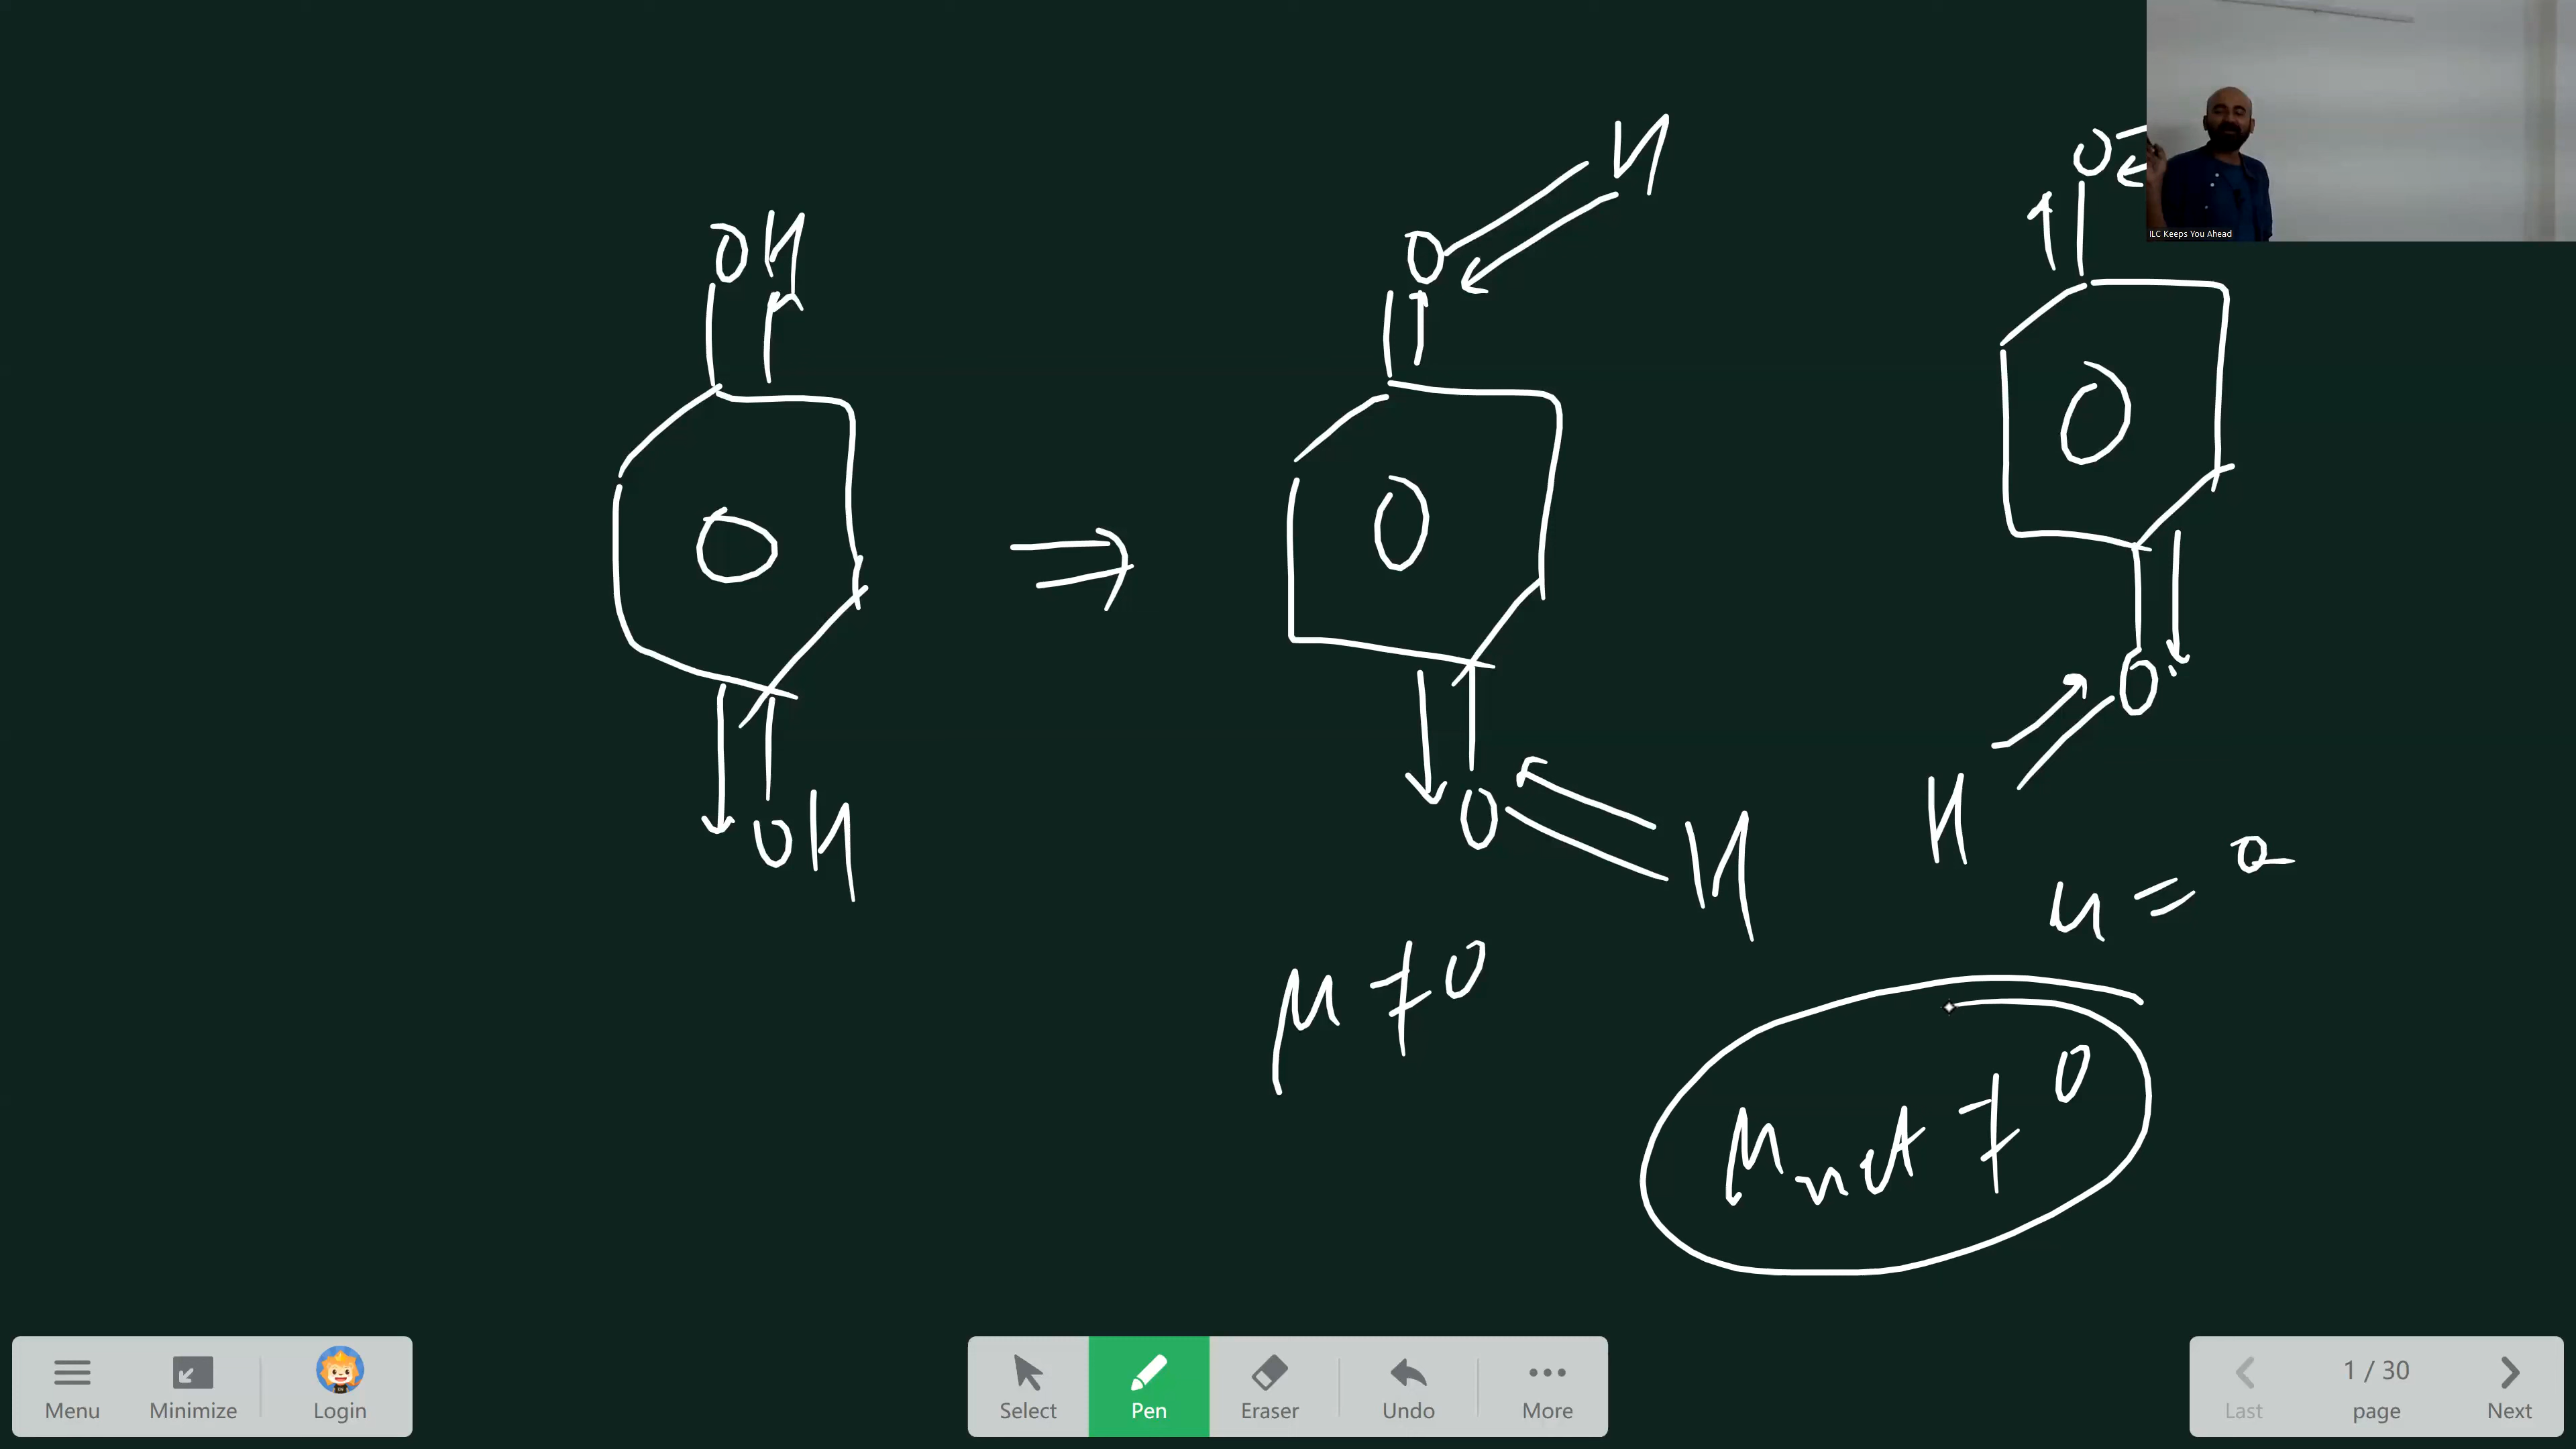 OH
O
OH
O
H
O
O
H
μ ≠ 0
O
O
O
H
μ = 0
μnet ≠ 0
ILC Keeps You Ahead
Menu
Minimize
Login
Select
Pen
Eraser
Undo
More
Last
1 / 30
page
Next